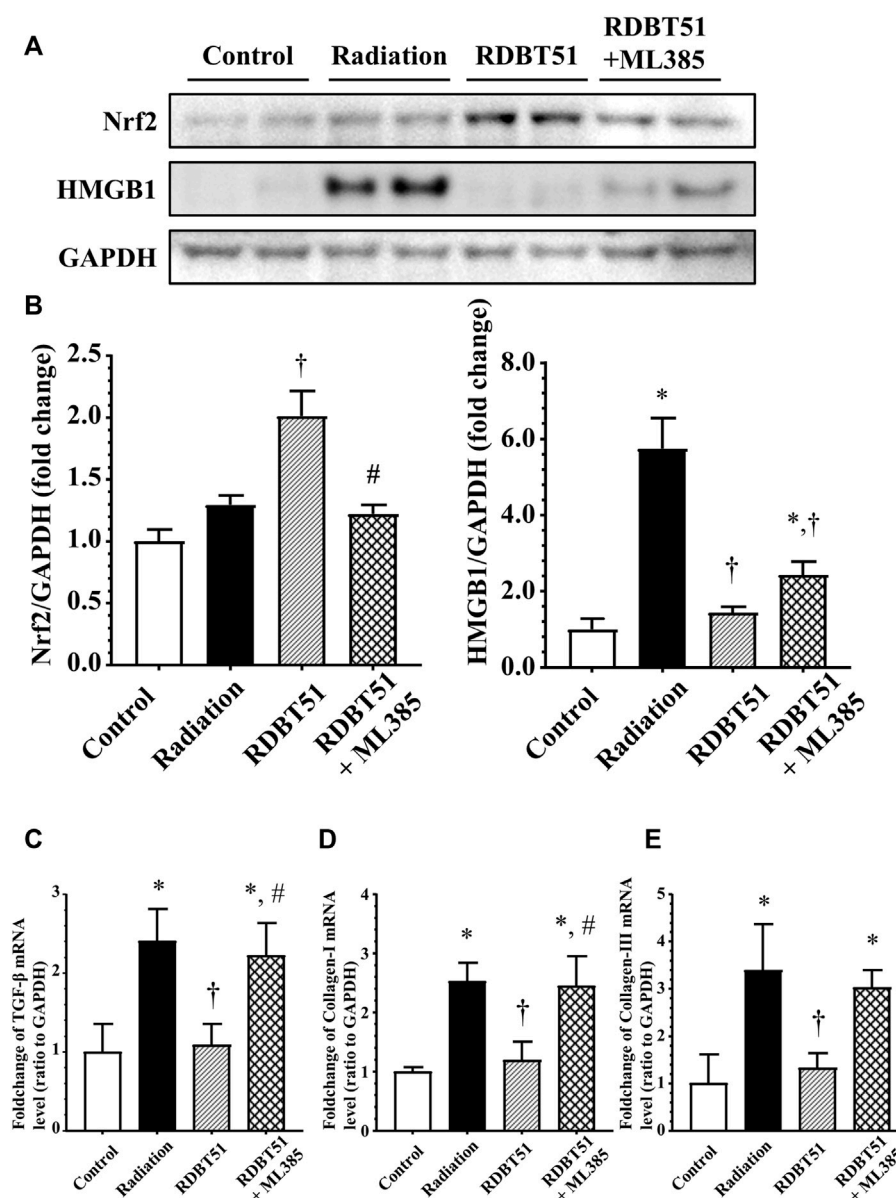 A
Control Radiation RDBT51 RDBT51
+ML385
Nrf2
HMGB1
GAPDH
B
Nrf2/GAPDH (fold change)
2.5
2.0
1.5
1.0
0.5
0.0
†
#
Control
Radiation
RDBT51
RDBT51
+ ML385
HMGB1/GAPDH (fold change)
8.0
6.0
4.0
2.0
0.0
*
†
*,†
Control
Radiation
RDBT51
RDBT51
+ ML385
C
Foldchange of TGF-β mRNA
level (ratio to GAPDH)
3
2
1
0
*
†
*, #
Control
Radiation
RDBT51
RDBT51
+ ML385
D
Foldchange of Collagen-I mRNA
level (ratio to GAPDH)
4
3
2
1
0
*
†
*, #
Control
Radiation
RDBT51
RDBT51
+ ML385
E
Foldchange of Collagen-III mRNA
level (ratio to GAPDH)
5
4
3
2
1
0
*
†
*
Control
Radiation
RDBT51
RDBT51
+ ML385